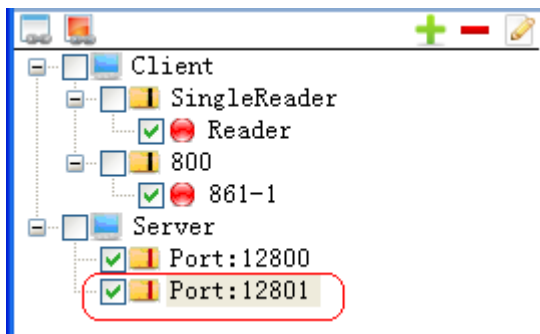 Client
SingleReader
Reader
800
861-1
Server
Port:12800
Port:12801